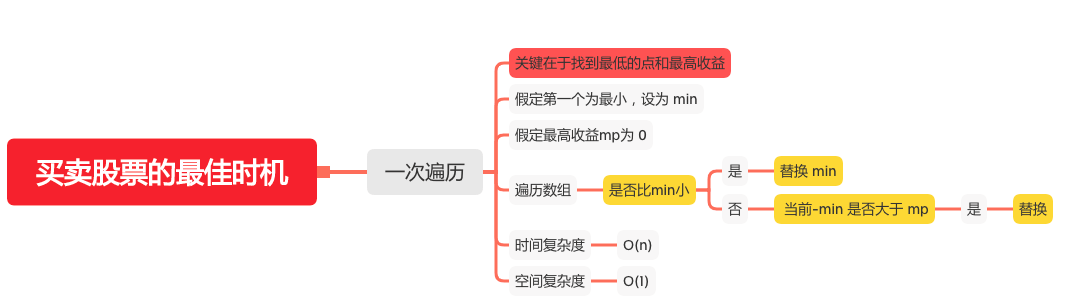 买卖股票的最佳时机
一次遍历
关键在于找到最低的点和最高收益
假定第一个为最小，设为 min
假定最高收益mp为 0
遍历数组
是否比min小
是
替换 min
否
当前-min 是否大于 mp
是
替换
时间复杂度
O(n)
空间复杂度
O(1)